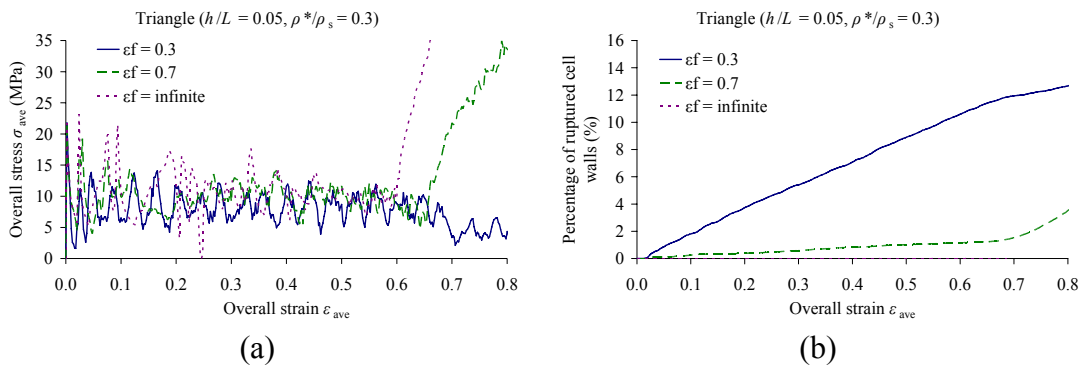 Triangle (h/L = 0.05, ρ*/ρs = 0.3)
Overall stress σave (MPa)
35
30
25
20
15
10
5
0
εf = 0.3
εf = 0.7
εf = infinite
0.0 0.1 0.2 0.3 0.4 0.5 0.6 0.7 0.8
Overall strain εave
(a)
Triangle (h/L = 0.05, ρ*/ρs = 0.3)
Percentage of ruptured cell
walls (%)
16
14
12
10
8
6
4
2
0
εf = 0.3
εf = 0.7
εf = infinite
0.0 0.1 0.2 0.3 0.4 0.5 0.6 0.7 0.8
Overall strain εave
(b)